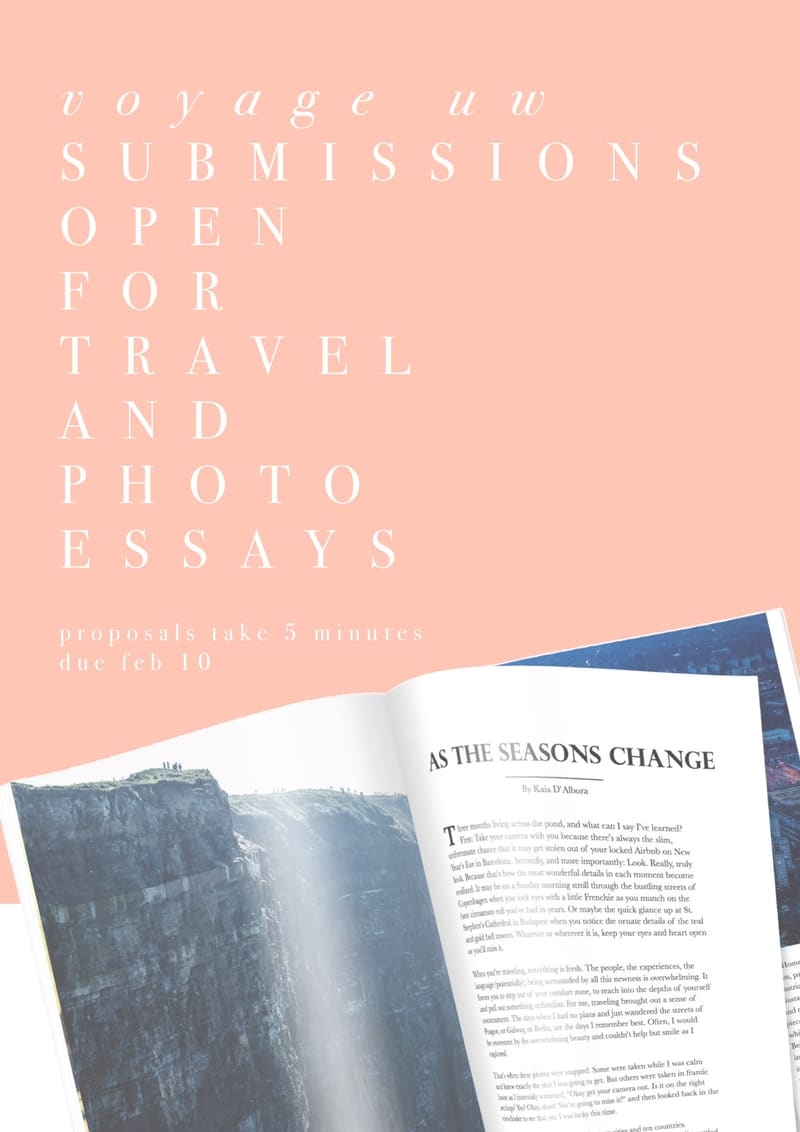 voyage uw
SUBMISSIONS
OPEN
FOR
TRAVEL
AND
PHOTO
ESSAYS
proposals take 5 minutes
due feb 10
AS THE SEASONS CHANGE
By Kaia D'Albora
Three months living across the pond, and what can I say I've learned?
First: Take your camera with you because there's always the slim,
unfortunate chance that it may get stolen out of your locked Airbnb on New
Year's Eve in Barcelona. Secondly, and more importantly: Look. Really, truly
look. Because that's how the most wonderful details in each moment become
realized. It may be on a Sunday morning stroll through the bustling streets of
Copenhagen when you lock eyes with a little Frenchie as you munch on the
best cinnamon roll you've had in years. Or maybe the quick glance up at St.
Stephen's Cathedral in Budapest when you notice the ornate details of the teal
and gold bell towers. Whatever or wherever it is, keep your eyes and heart open
or you'll miss it.
When you're traveling, everything is fresh. The people, the experiences, the
language (potentially); being surrounded by all this newness is overwhelming. It
forces you to step out of your comfort zone, to reach into the depths of yourself
and pull out something unfamiliar. For me, traveling brought out a sense of
The days when I had no plans and just wandered the streets of
Prague, or Galway, or Berlin, are the days I remember best. Often, I would
be overcome by the overwhelming beauty and couldn't help but smile as I
explored.
That's when these photos were snapped. Some were taken while I was calm
and knew exactly the shot I was going to get. But others were taken in frantic
as I internally screamed, "Okay get your camera out. Is it on the right
setting? Yes? Okay, shoot! You're going to miss it!" and then looked back in the
viewfinder to see that, yes, I was lucky this time.
cities and ten countries.